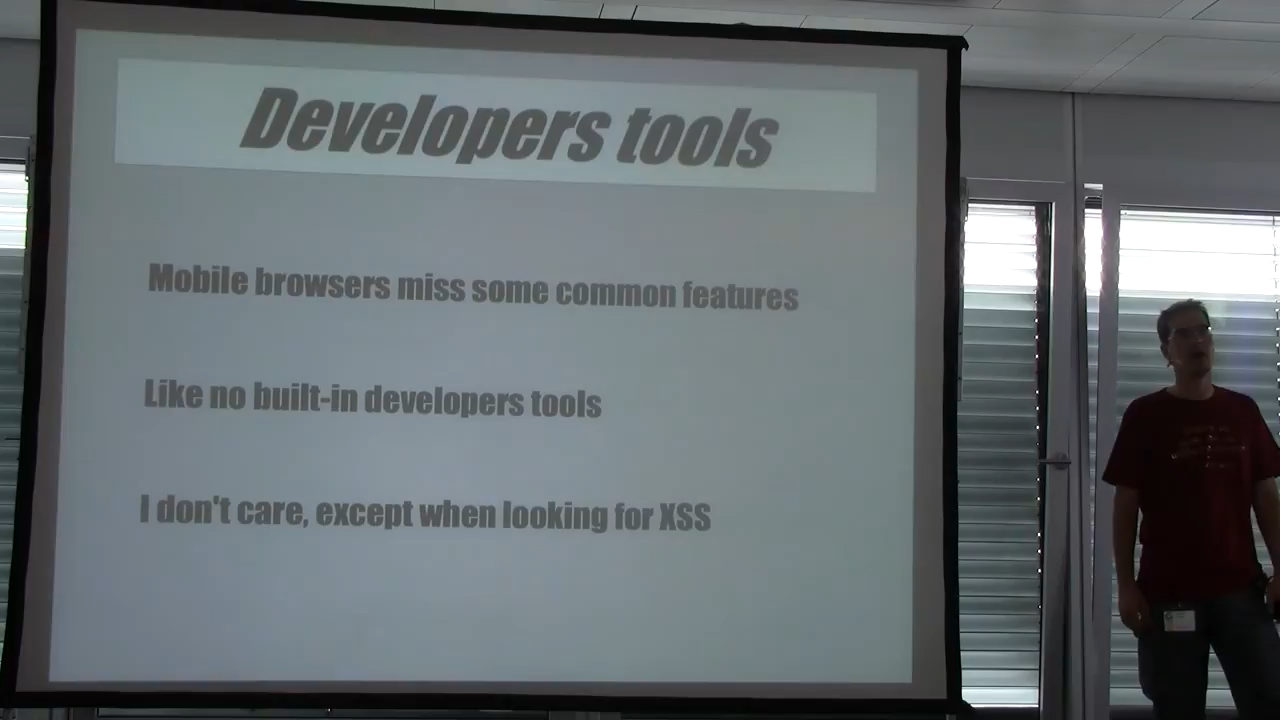 Developers tools
Mobile browsers miss some common features
Like no built-in developers tools
I don't care, except when looking for XSS